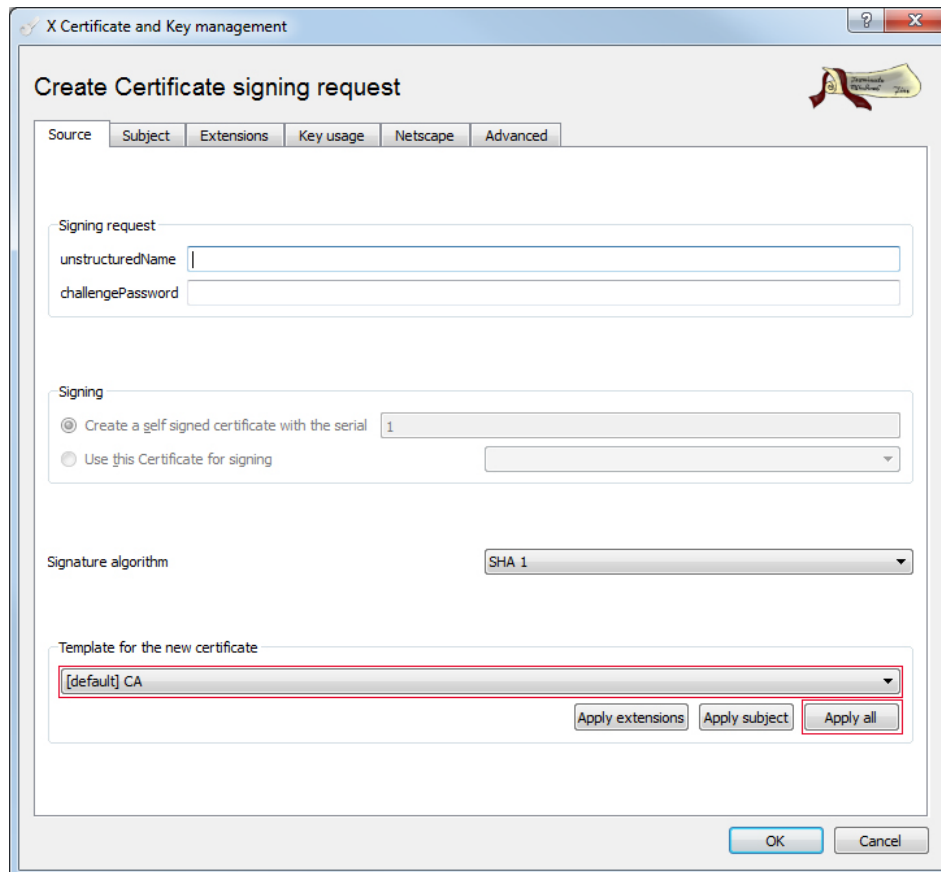 X Certificate and Key management
Create Certificate signing request
Source Subject Extensions Key usage Netscape Advanced
Signing request
unstructuredName
challengePassword
Signing
Create a self signed certificate with the serial 1
Use this Certificate for signing
Signature algorithm SHA 1
Template for the new certificate
[default] CA
Apply extensions Apply subject Apply all
OK Cancel